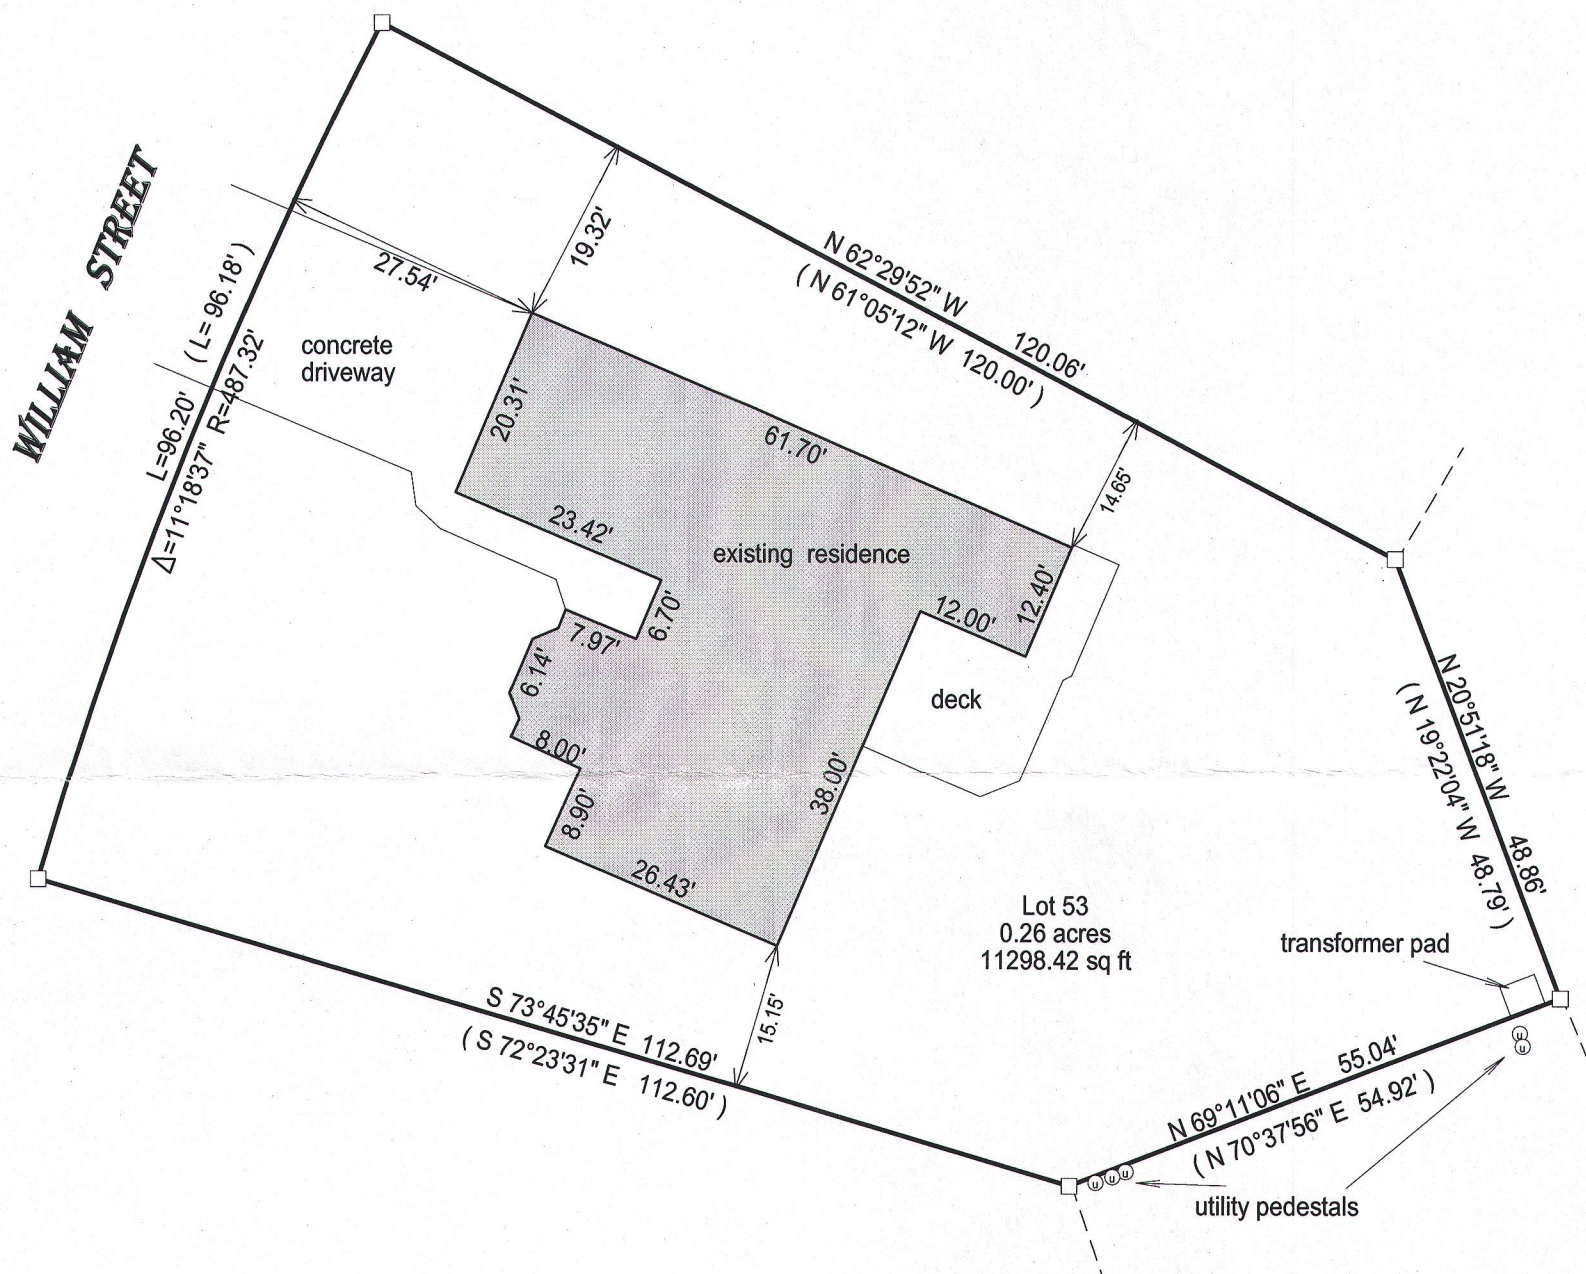 WILLIAM STREET
( L= 96.18' )
L=96.20'
Δ=11°18'37" R=487.32'
27.54'
19.32'
N 62°29'52" W 120.06'
( N 61°05'12" W 120.00' )
concrete
driveway
20.31'
61.70'
14.65'
23.42'
existing residence
12.00'
12.40'
6.70'
7.97'
6.14'
deck
8.00'
8.90'
38.00'
26.43'
N 20°51'18" W 48.86'
( N 19°22'04" W 48.79' )
Lot 53
0.26 acres
11298.42 sq ft
transformer pad
15.15'
S 73°45'35" E 112.69'
( S 72°23'31" E 112.60' )
u
u
N 69°11'06" E 55.04'
( N 70°37'56" E 54.92' )
u u u
utility pedestals